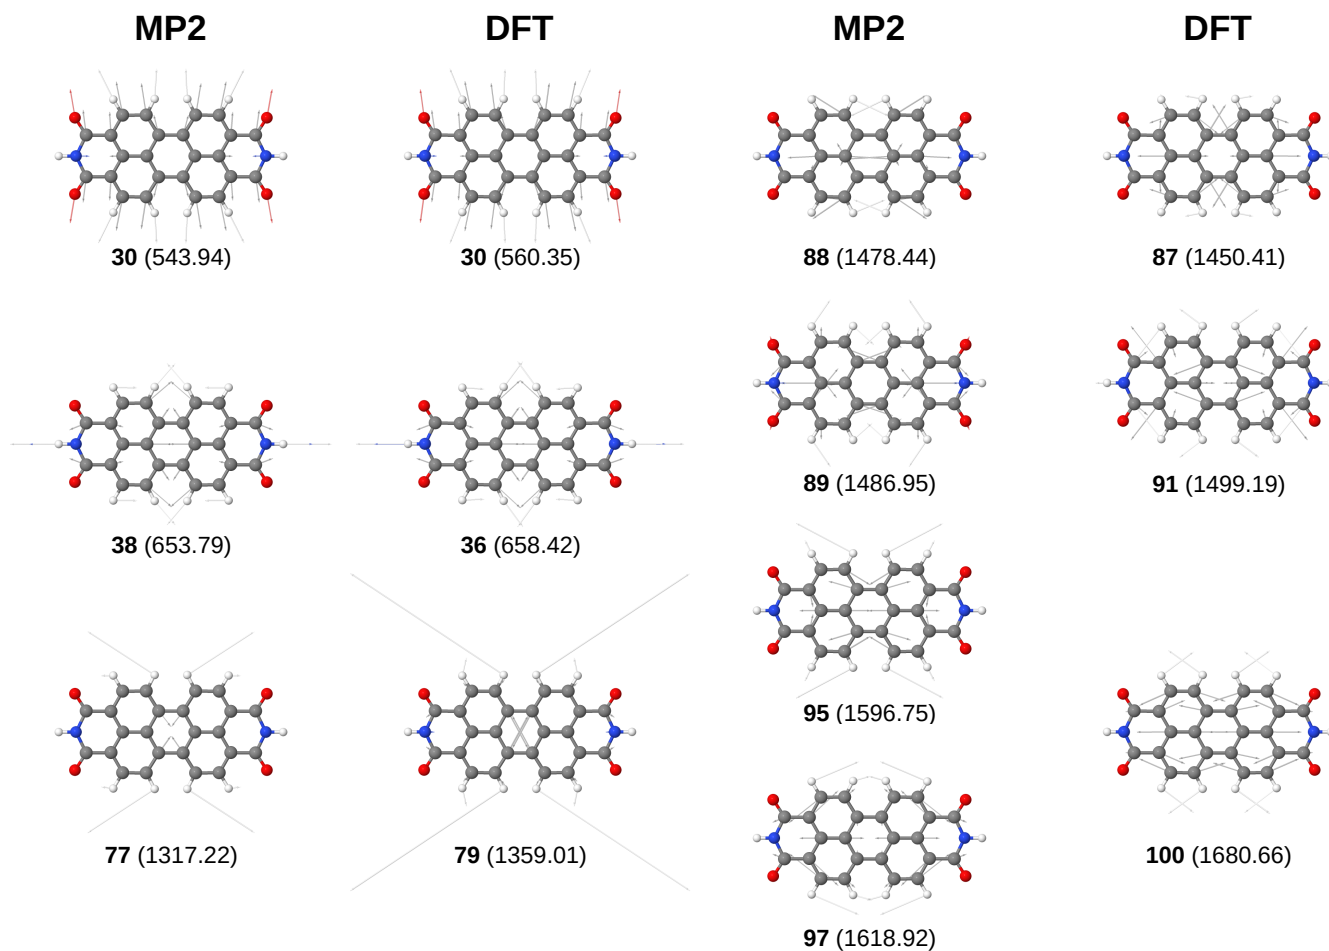 MP2 DFT MP2 DFT
30 (543.94) 30 (560.35) 88 (1478.44) 87 (1450.41)
89 (1486.95) 91 (1499.19)
38 (653.79) 36 (658.42)
95 (1596.75)
77 (1317.22) 79 (1359.01) 100 (1680.66)
97 (1618.92)